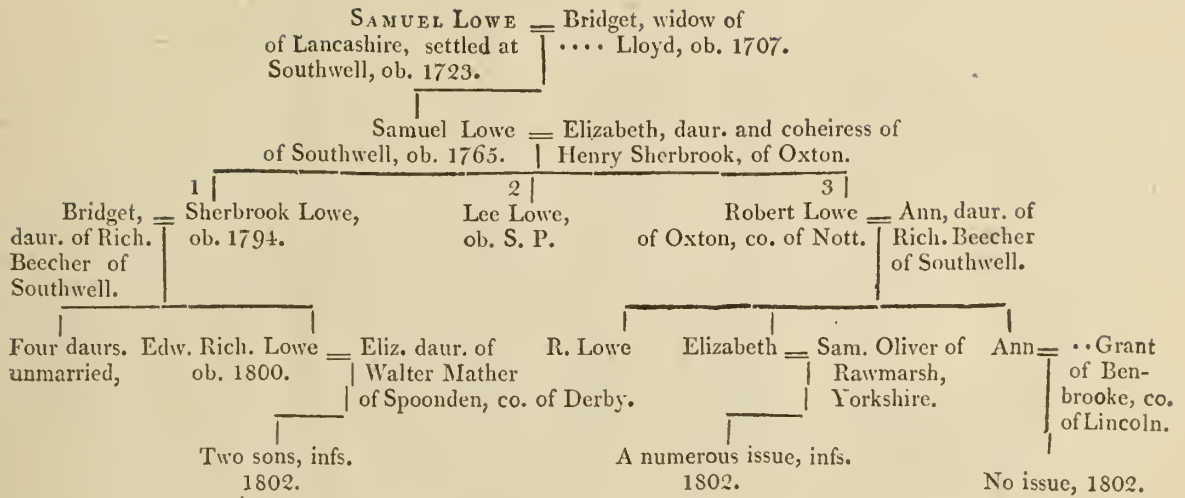 SAMUEL LOWE = Bridget, widow of
of Lancashire, settled at .... Lloyd, ob. 1707.
Southwell, ob. 1723.
Samuel Lowe = Elizabeth, daur. and coheiress of
of Southwell, ob. 1765. Henry Sherbrook, of Oxton.
1 2 3
Bridget, = Sherbrook Lowe, Lee Lowe, Robert Lowe = Ann, daur. of
daur. of Rich. ob. 1794. ob. S. P. of Oxton, co. of Nott. Rich. Beecher
Beecher of of Southwell.
Southwell.
Four daurs. Edw. Rich. Lowe = Eliz. daur. of R. Lowe Elizabeth = Sam. Oliver of Ann = ..Grant
unmarried, ob. 1800. Walter Mather Rawmarsh, of Ben-
of Spoonden, co. of Derby. Yorkshire. brooke, co.
of Lincoln.
Two sons, infs. A numerous issue, infs.
1802. 1802. No issue, 1802.